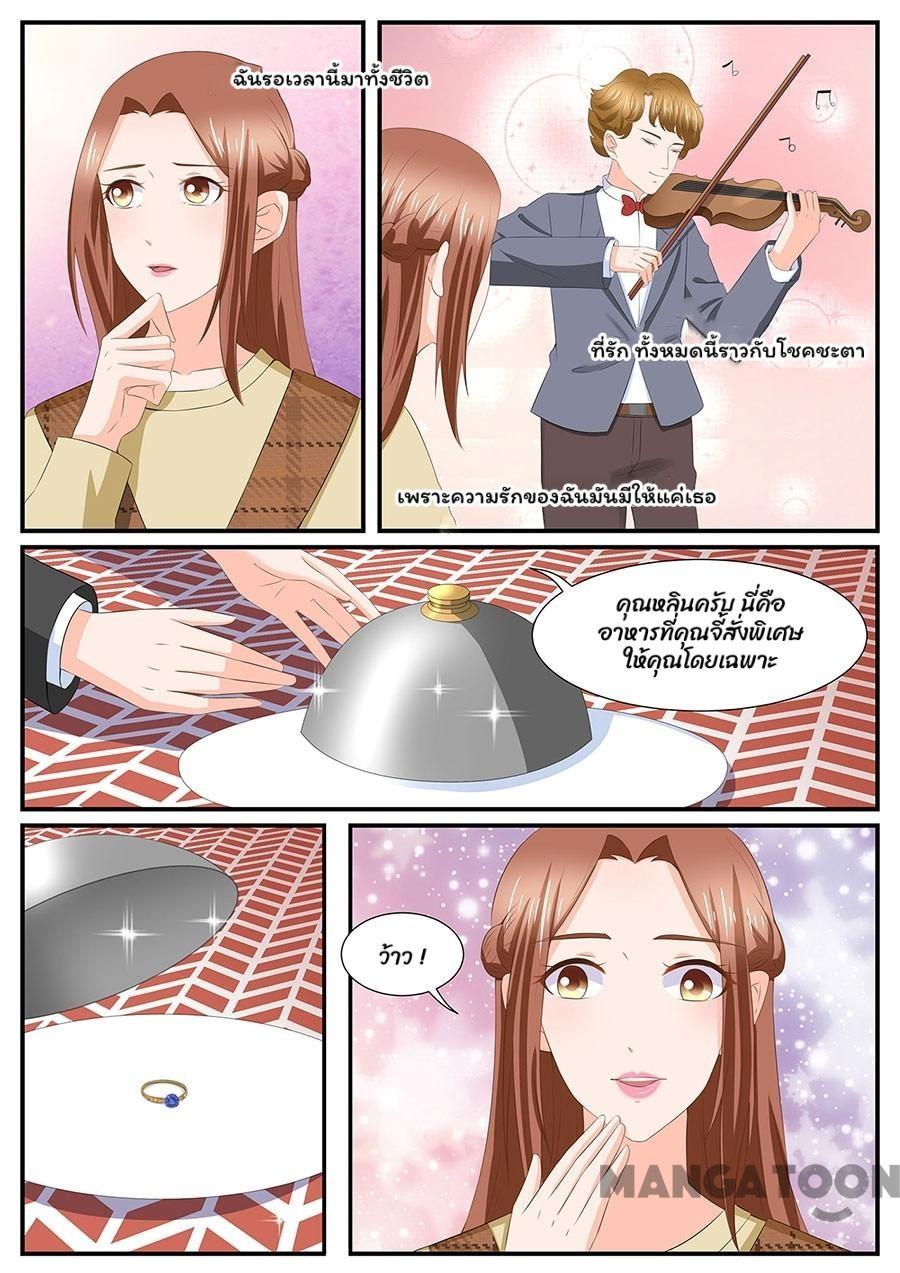 ฉันรอเวลานี้มาทั้งชีวิต
ที่รัก ทั้งหมดนี้ราวกับโชคชะตา
เพราะความรักของฉันมันมีให้แค่เธอ
คุณหลินครับ นี่คือ
อาหารที่คุณจี้สั่งพิเศษ
ให้คุณโดยเฉพาะ
ว้าว !
MANGATOON